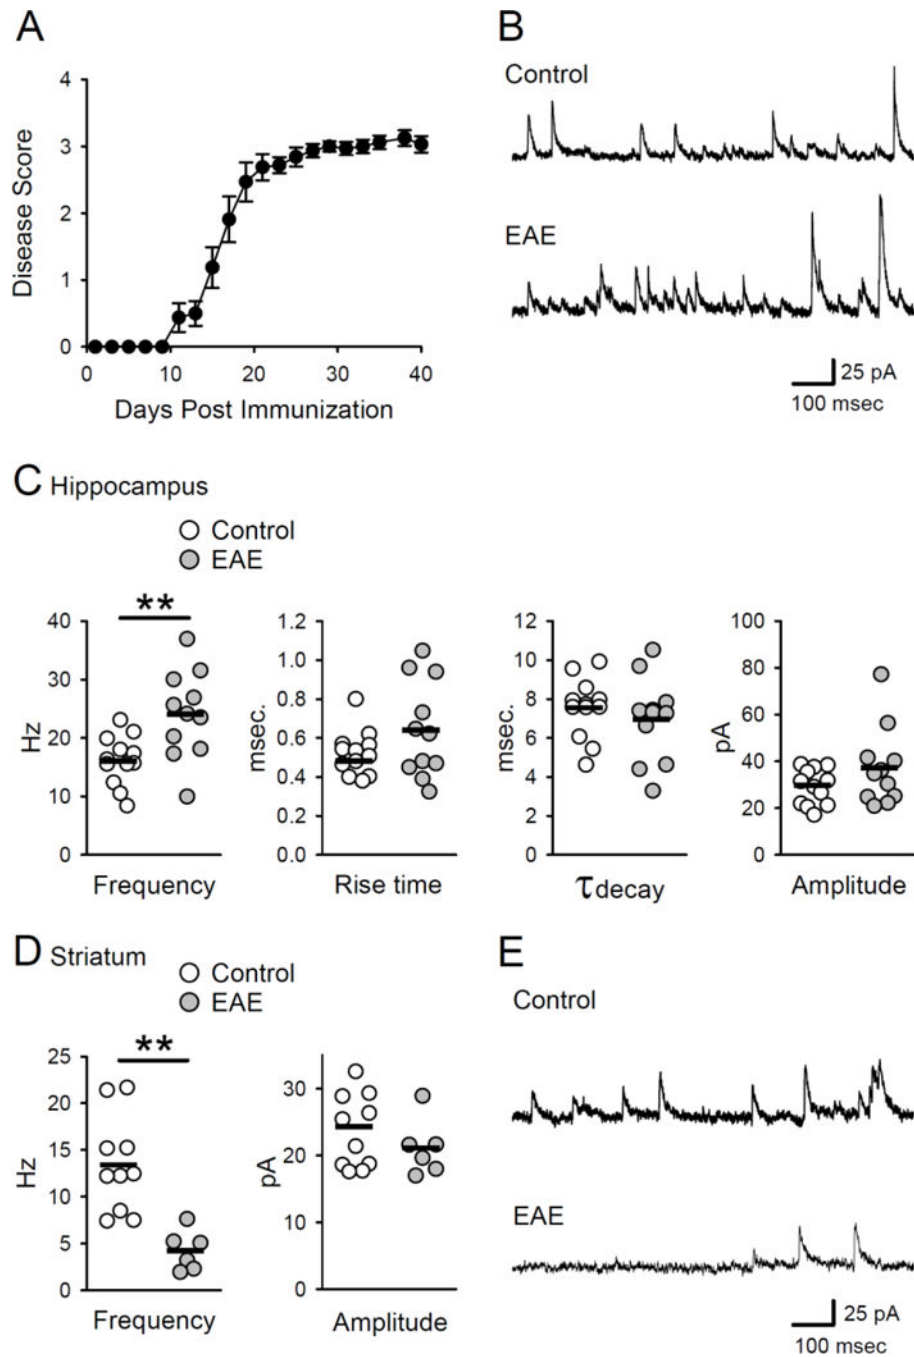 A
4
3
2
1
0
Disease Score
0 10 20 30 40
Days Post Immunization
B
Control
EAE
25 pA
100 msec
C Hippocampus
Control
EAE
**
40
30
20
10
0
Hz
Frequency
1.2
1.0
0.8
0.6
0.4
0.2
0.0
msec.
Rise time
12
10
8
6
4
2
0
msec.
τdecay
100
80
60
40
20
0
pA
Amplitude
D Striatum
Control
EAE
**
25
20
15
10
5
0
Hz
Frequency
30
20
10
0
pA
Amplitude
E
Control
EAE
25 pA
100 msec